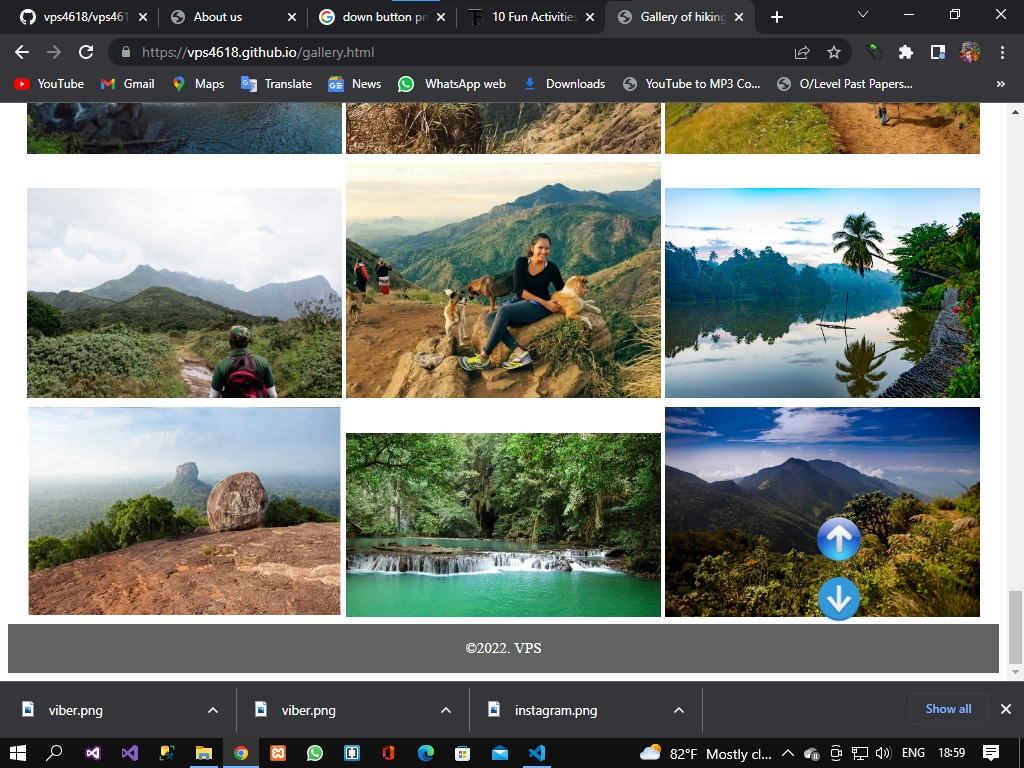 vps4618/vps461
About us
down button pn
10 Fun Activities
Gallery of hiking
https://vps4618.github.io/gallery.html
YouTube
Gmail
Maps
Translate
News
WhatsApp web
Downloads
YouTube to MP3 Co...
O/Level Past Papers...
»
©2022. VPS
viber.png
viber.png
instagram.png
Show all
82°F Mostly cl...
ENG
18:59